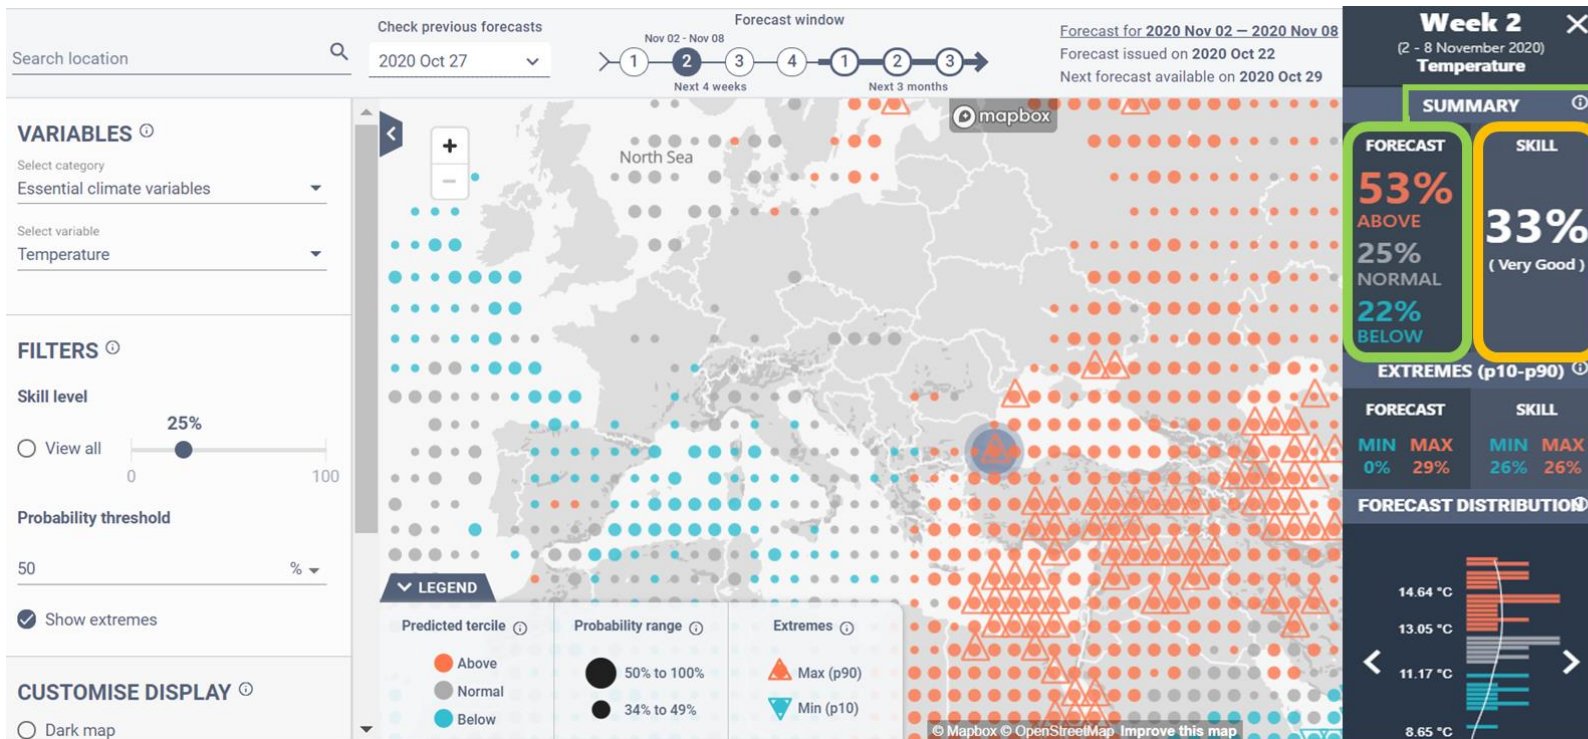 Search location
Check previous forecasts
2020 Oct 27
Forecast window
Nov 02 - Nov 08
1 2 3 4 1 2 3
Next 4 weeks
Next 3 months
Forecast for 2020 Nov 02 — 2020 Nov 08
Forecast issued on 2020 Oct 22
Next forecast available on 2020 Oct 29
VARIABLES
Select category
Essential climate variables
Select variable
Temperature
FILTERS
Skill level
25%
View all
0 100
Probability threshold
50 %
Show extremes
CUSTOMISE DISPLAY
Dark map
+
−
North Sea
mapbox
LEGEND
Predicted tercile
Above
Normal
Below
Probability range
50% to 100%
34% to 49%
Extremes
Max (p90)
Min (p10)
© Mapbox © OpenStreetMap Improve this map
Week 2
(2 - 8 November 2020)
Temperature
SUMMARY
FORECAST
53%
ABOVE
25%
NORMAL
22%
BELOW
SKILL
33%
( Very Good )
EXTREMES (p10-p90)
FORECAST
MIN MAX
0% 29%
SKILL
MIN MAX
26% 26%
FORECAST DISTRIBUTION
14.64 °C
13.05 °C
11.17 °C
8.65 °C